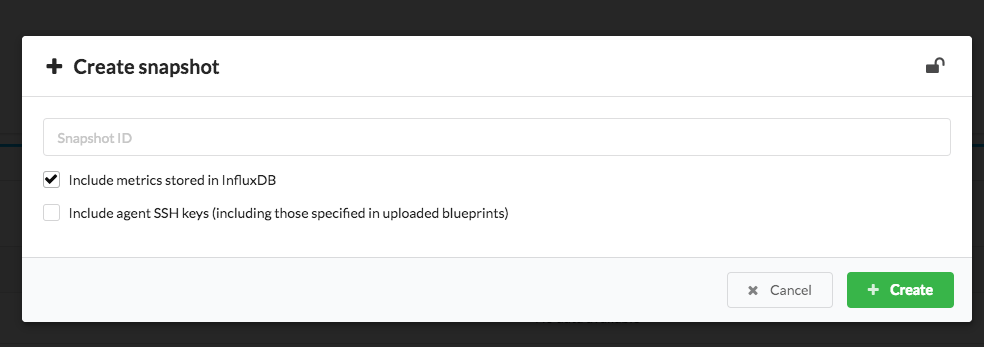 Create snapshot
Snapshot ID
Include metrics stored in InfluxDB
Include agent SSH keys (including those specified in uploaded blueprints)
Cancel
Create